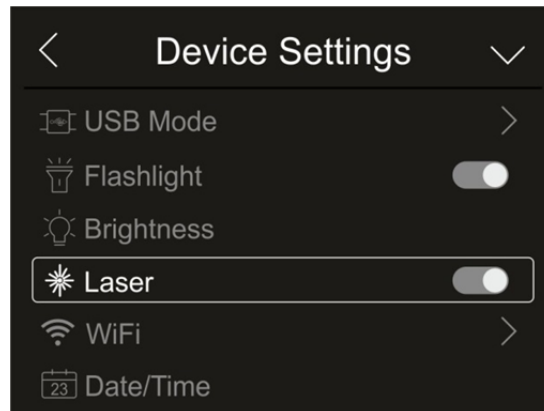 Device Settings
USB Mode
Flashlight
Brightness
Laser
WiFi
23 Date/Time